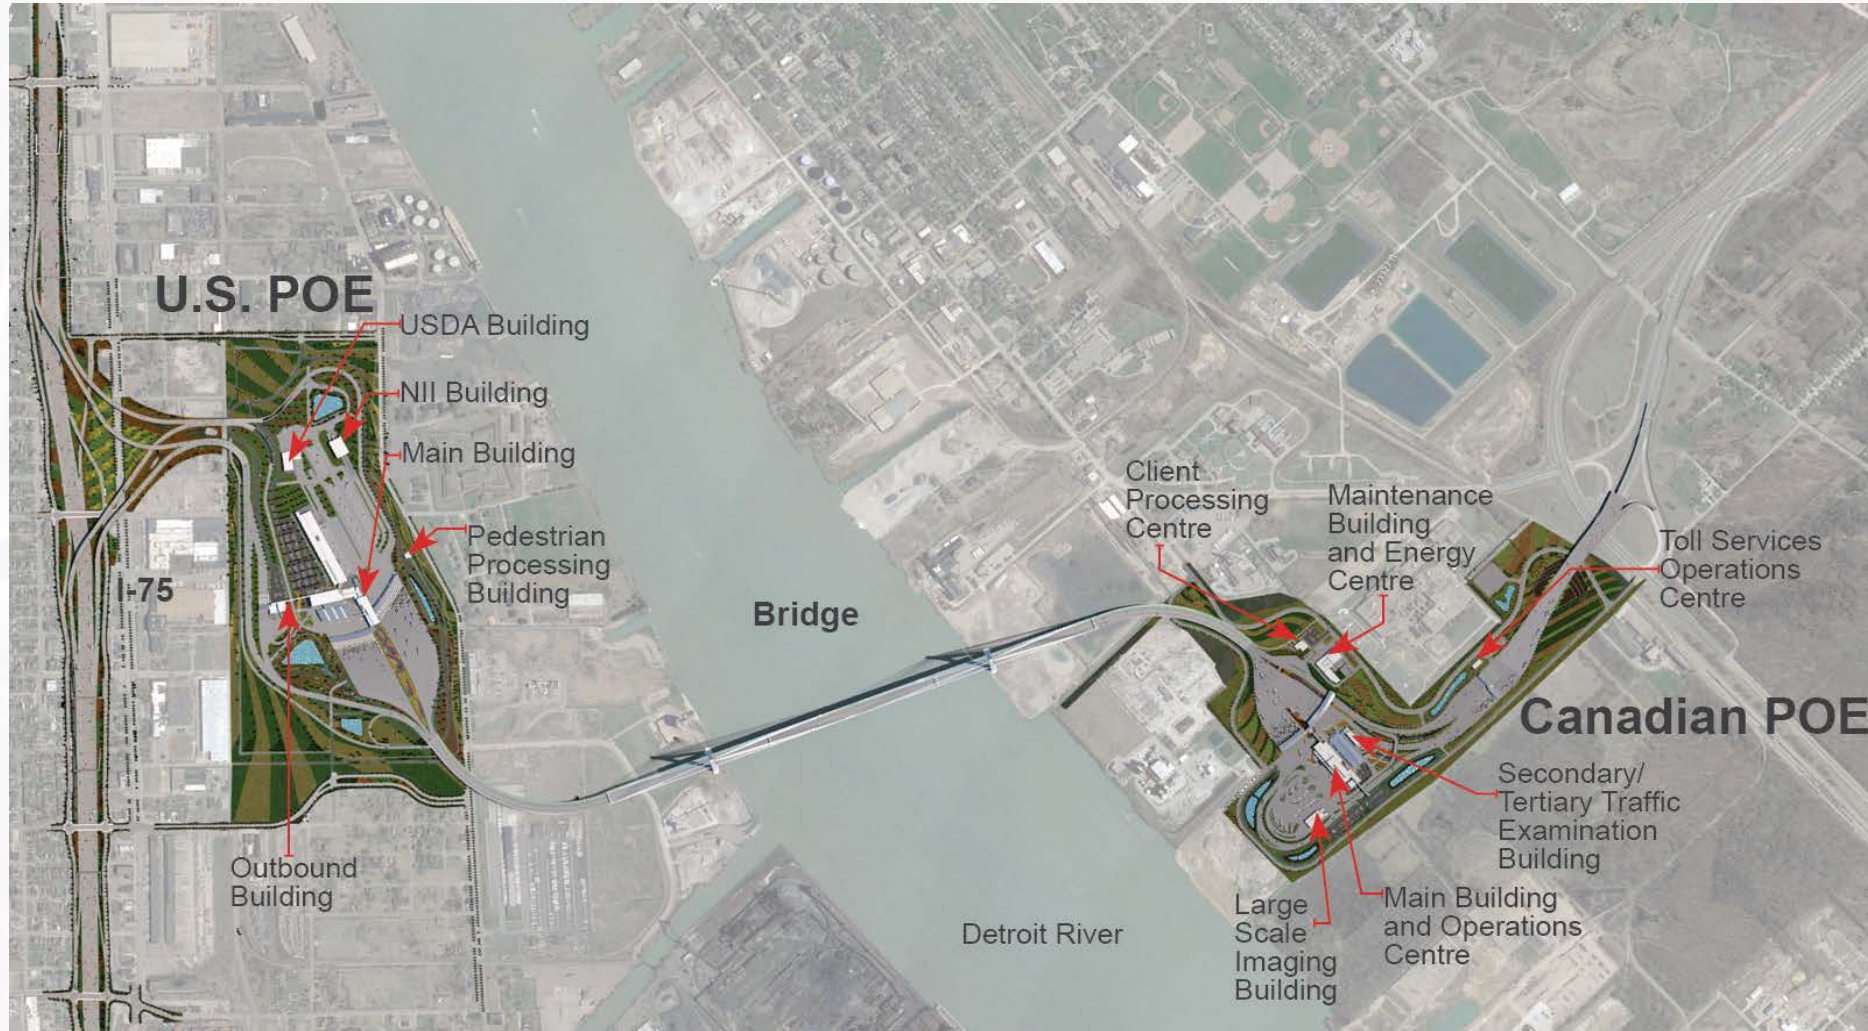 U.S. POE
USDA Building
NII Building
Main Building
Pedestrian
Processing
Building
I-75
Outbound
Building
Bridge
Detroit River
Client
Processing
Centre
Maintenance
Building
and Energy
Centre
Toll Services
Operations
Centre
Canadian POE
Secondary/
Tertiary Traffic
Examination
Building
Main Building
and Operations
Centre
Large
Scale
Imaging
Building